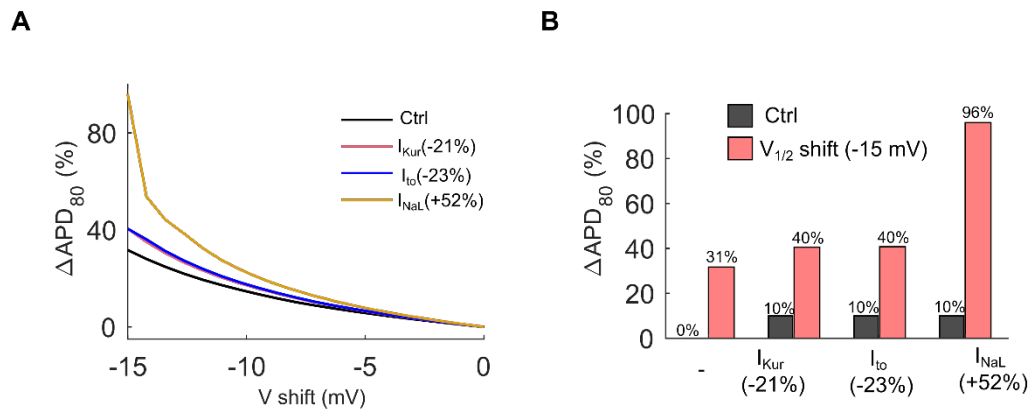 A
ΔAPD80 (%)
80
40
0
-15
-10
-5
0
V shift (mV)
Ctrl
IKur(-21%)
Ito(-23%)
INaL(+52%)
B
ΔAPD80 (%)
100
80
60
40
20
0
Ctrl
V1/2 shift (-15 mV)
0%
31%
10%
40%
10%
40%
10%
96%
-
IKur
(-21%)
Ito
(-23%)
INaL
(+52%)